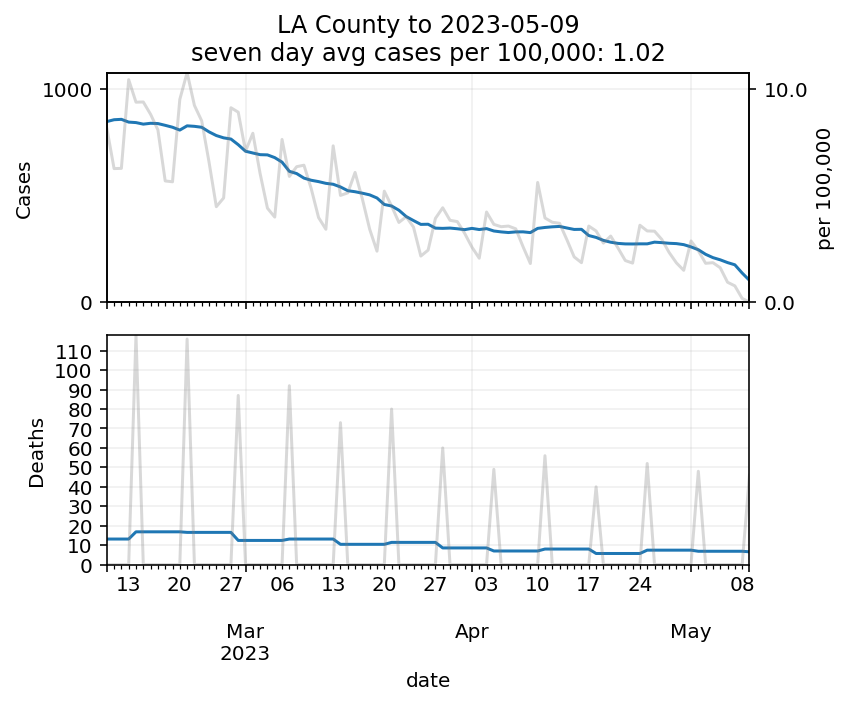 LA County to 2023-05-09
seven day avg cases per 100,000: 1.02
1000
0
Cases
10.0
0.0
per 100,000
110
100
90
80
70
60
50
40
30
20
10
0
Deaths
13 20 27 06 13 20 27 03 10 17 24 08
Mar Apr May
2023
date